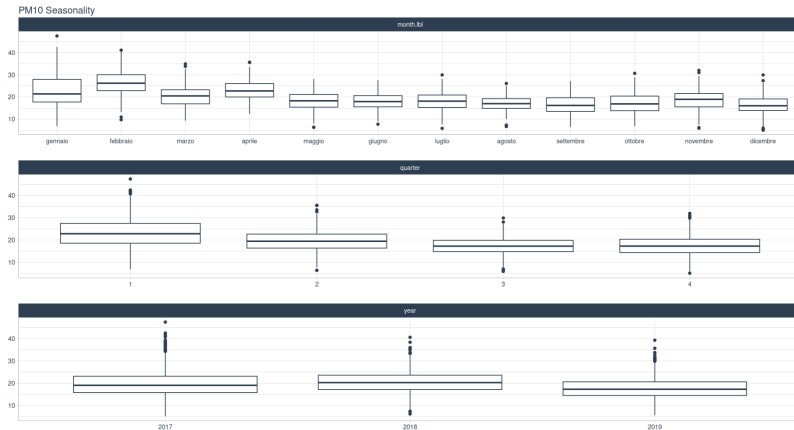 PM10 Seasonality
month.lbl
40
30
20
10
gennaio febbraio marzo aprile maggio giugno luglio agosto settembre ottobre novembre dicembre
quarter
40
30
20
10
1 2 3 4
year
40
30
20
10
2017 2018 2019